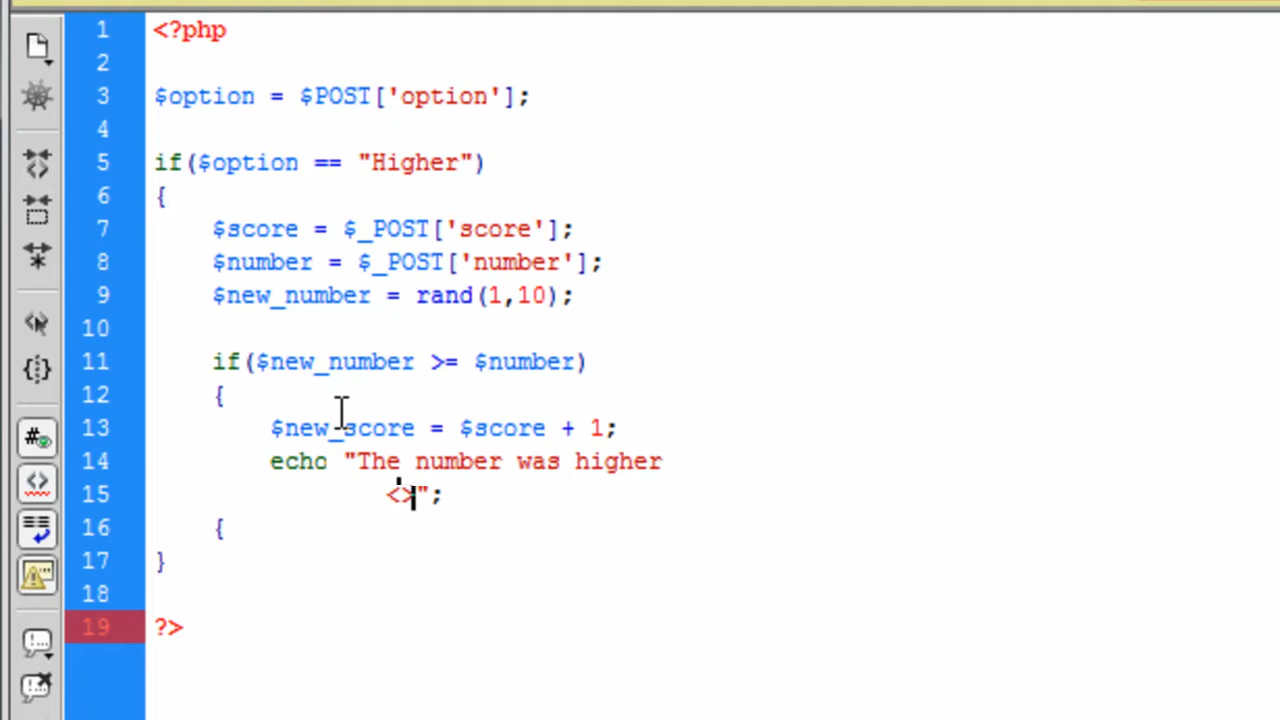 1 <?php
2
3 $option = $POST['option'];
4
5 if($option == "Higher")
6 {
7 $score = $_POST['score'];
8 $number = $_POST['number'];
9 $new_number = rand(1,10);
10
11 if($new_number >= $number)
12 {
13 $new_score = $score + 1;
14 echo "The number was higher
15 <>";
16 {
17 }
18
19 ?>